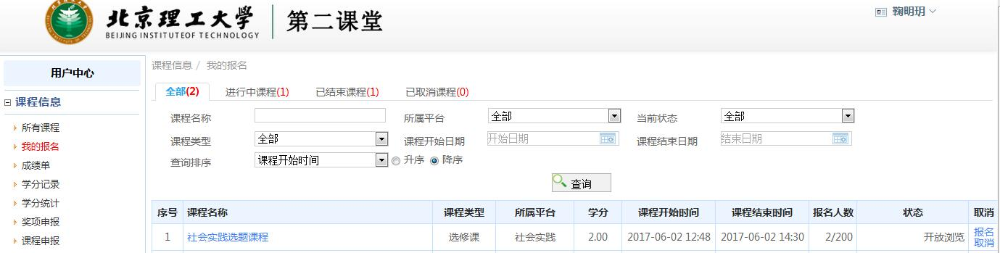 北京理工大学
BEIJING INSTITUTE OF TECHNOLOGY
第二课堂
鞠明玥
用户中心
课程信息
所有课程
我的报名
成绩单
学分记录
学分统计
奖项申报
课程申报
课程信息 / 我的报名
全部(2) 进行中课程(1) 已结束课程(1) 已取消课程(0)
课程名称 所属平台 全部 当前状态 全部
课程类型 全部 课程开始日期 开始日期 课程结束日期 结束日期
查询排序 课程开始时间 升序 降序
查询
序号 课程名称 课程类型 所属平台 学分 课程开始时间 课程结束时间 报名人数 状态 取消
1 社会实践选题课程 选修课 社会实践 2.00 2017-06-02 12:48 2017-06-02 14:30 2/200 开放浏览 报名
取消